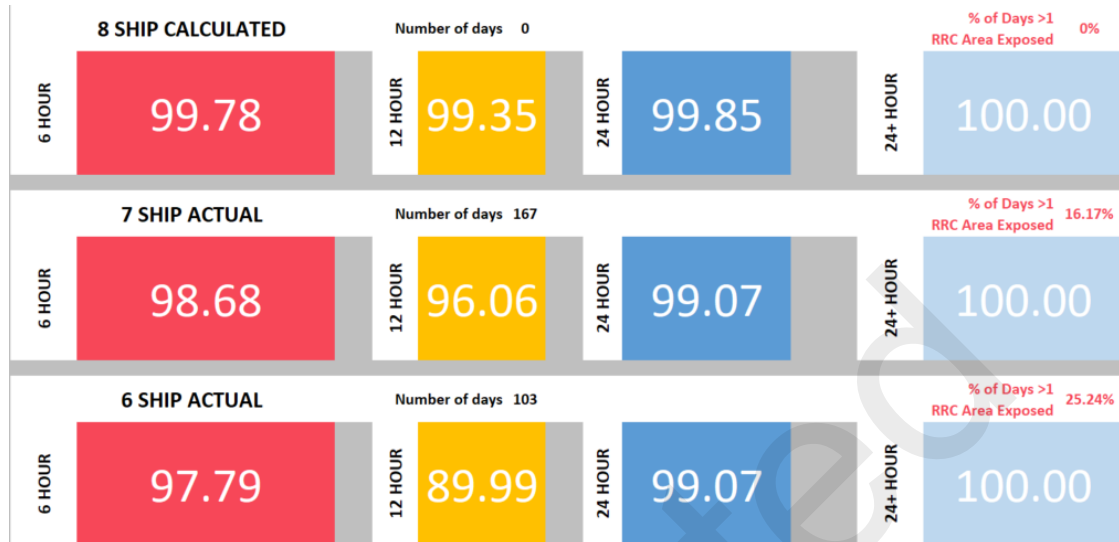 8 SHIP CALCULATED
Number of days 0
% of Days >1
RRC Area Exposed 0%
6 HOUR
99.78
12 HOUR
99.35
24 HOUR
99.85
24+ HOUR
100.00
7 SHIP ACTUAL
Number of days 167
% of Days >1
RRC Area Exposed 16.17%
6 HOUR
98.68
12 HOUR
96.06
24 HOUR
99.07
24+ HOUR
100.00
6 SHIP ACTUAL
Number of days 103
% of Days >1
RRC Area Exposed 25.24%
6 HOUR
97.79
12 HOUR
89.99
24 HOUR
99.07
24+ HOUR
100.00